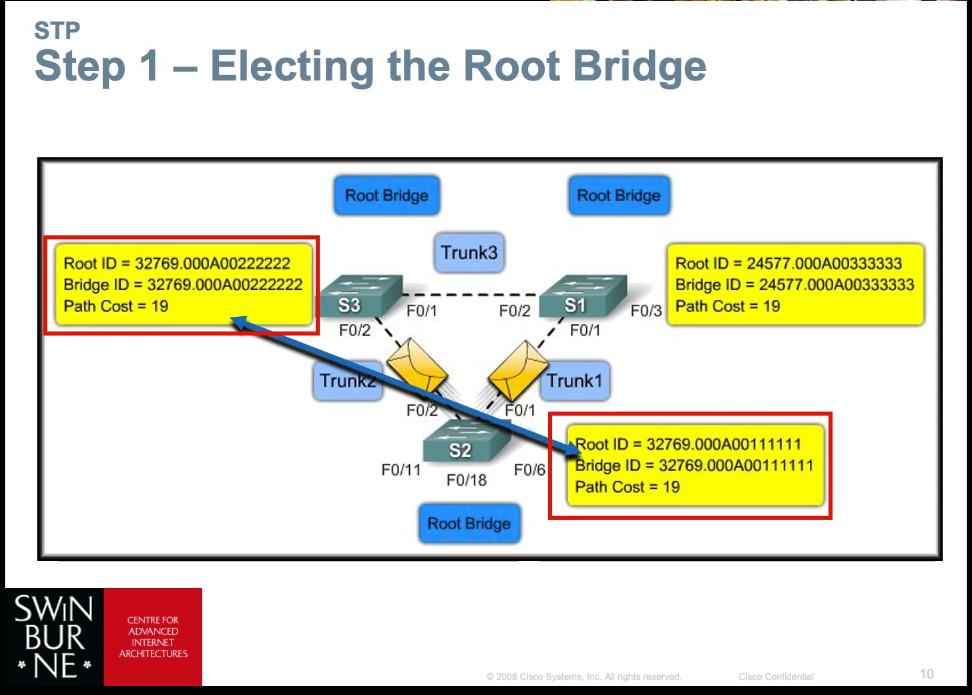 STP
Step 1 – Electing the Root Bridge
Root Bridge
Root Bridge
Trunk3
Root ID = 32769.000A00222222
Bridge ID = 32769.000A00222222
Path Cost = 19
S3
F0/1
F0/2
F0/2
S1
F0/3
F0/1
Root ID = 24577.000A00333333
Bridge ID = 24577.000A00333333
Path Cost = 19
Trunk2
Trunk1
F0/2
F0/1
S2
F0/11
F0/18
F0/6
Root ID = 32769.000A00111111
Bridge ID = 32769.000A00111111
Path Cost = 19
Root Bridge
SWIN
BUR
* NE *
CENTRE FOR
ADVANCED
INTERNET
ARCHITECTURES
© 2008 Cisco Systems, Inc. All rights reserved.
Cisco Confidential
10